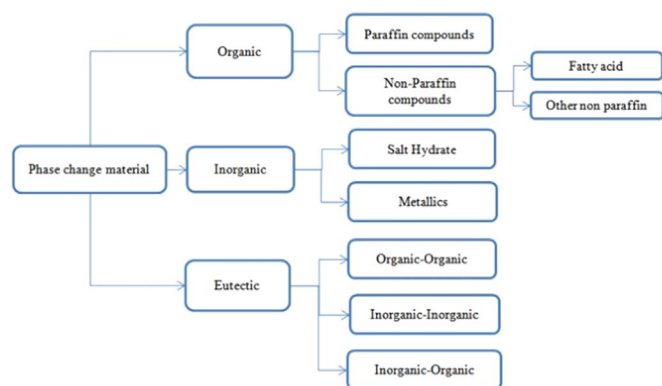 Phase change material
Organic
Paraffin compounds
Non-Paraffin
compounds
Fatty acid
Other non paraffin
Inorganic
Salt Hydrate
Metallics
Eutectic
Organic-Organic
Inorganic-Inorganic
Inorganic-Organic